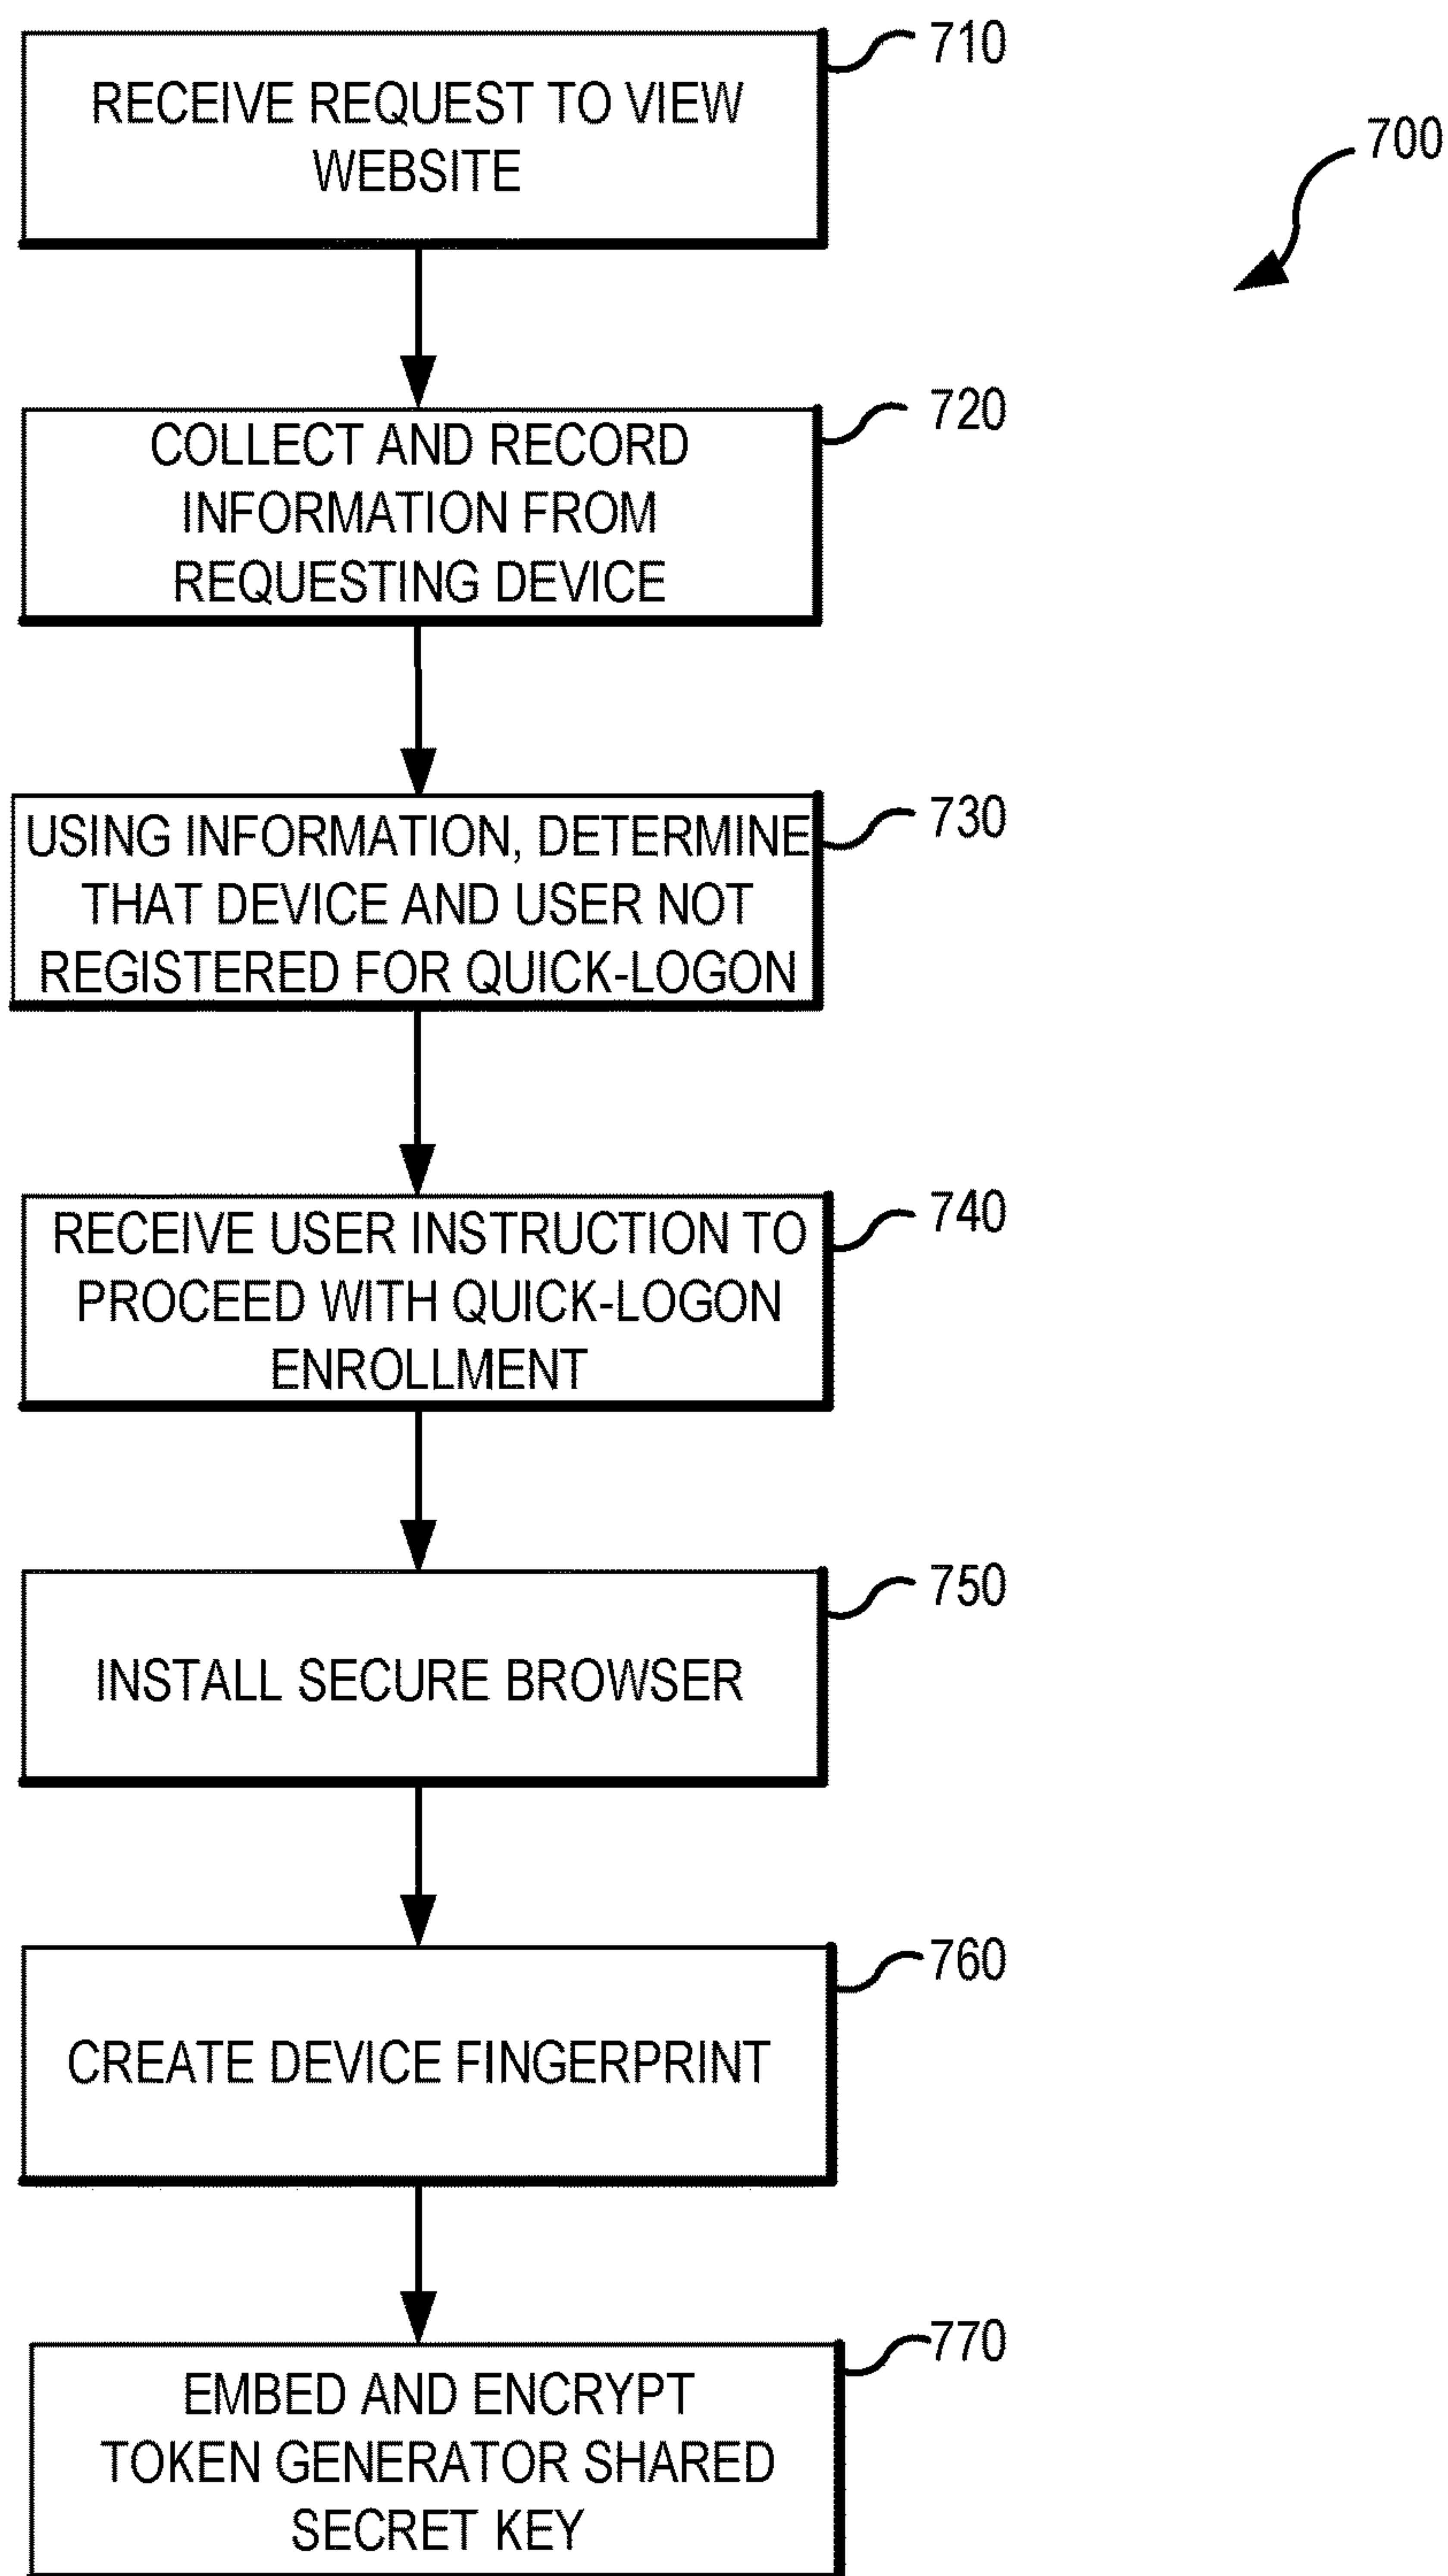 710
RECEIVE REQUEST TO VIEW
WEBSITE
700
720
COLLECT AND RECORD
INFORMATION FROM
REQUESTING DEVICE
730
USING INFORMATION, DETERMINE
THAT DEVICE AND USER NOT
REGISTERED FOR QUICK-LOGON
740
RECEIVE USER INSTRUCTION TO
PROCEED WITH QUICK-LOGON
ENROLLMENT
750
INSTALL SECURE BROWSER
760
CREATE DEVICE FINGERPRINT
770
EMBED AND ENCRYPT
TOKEN GENERATOR SHARED
SECRET KEY